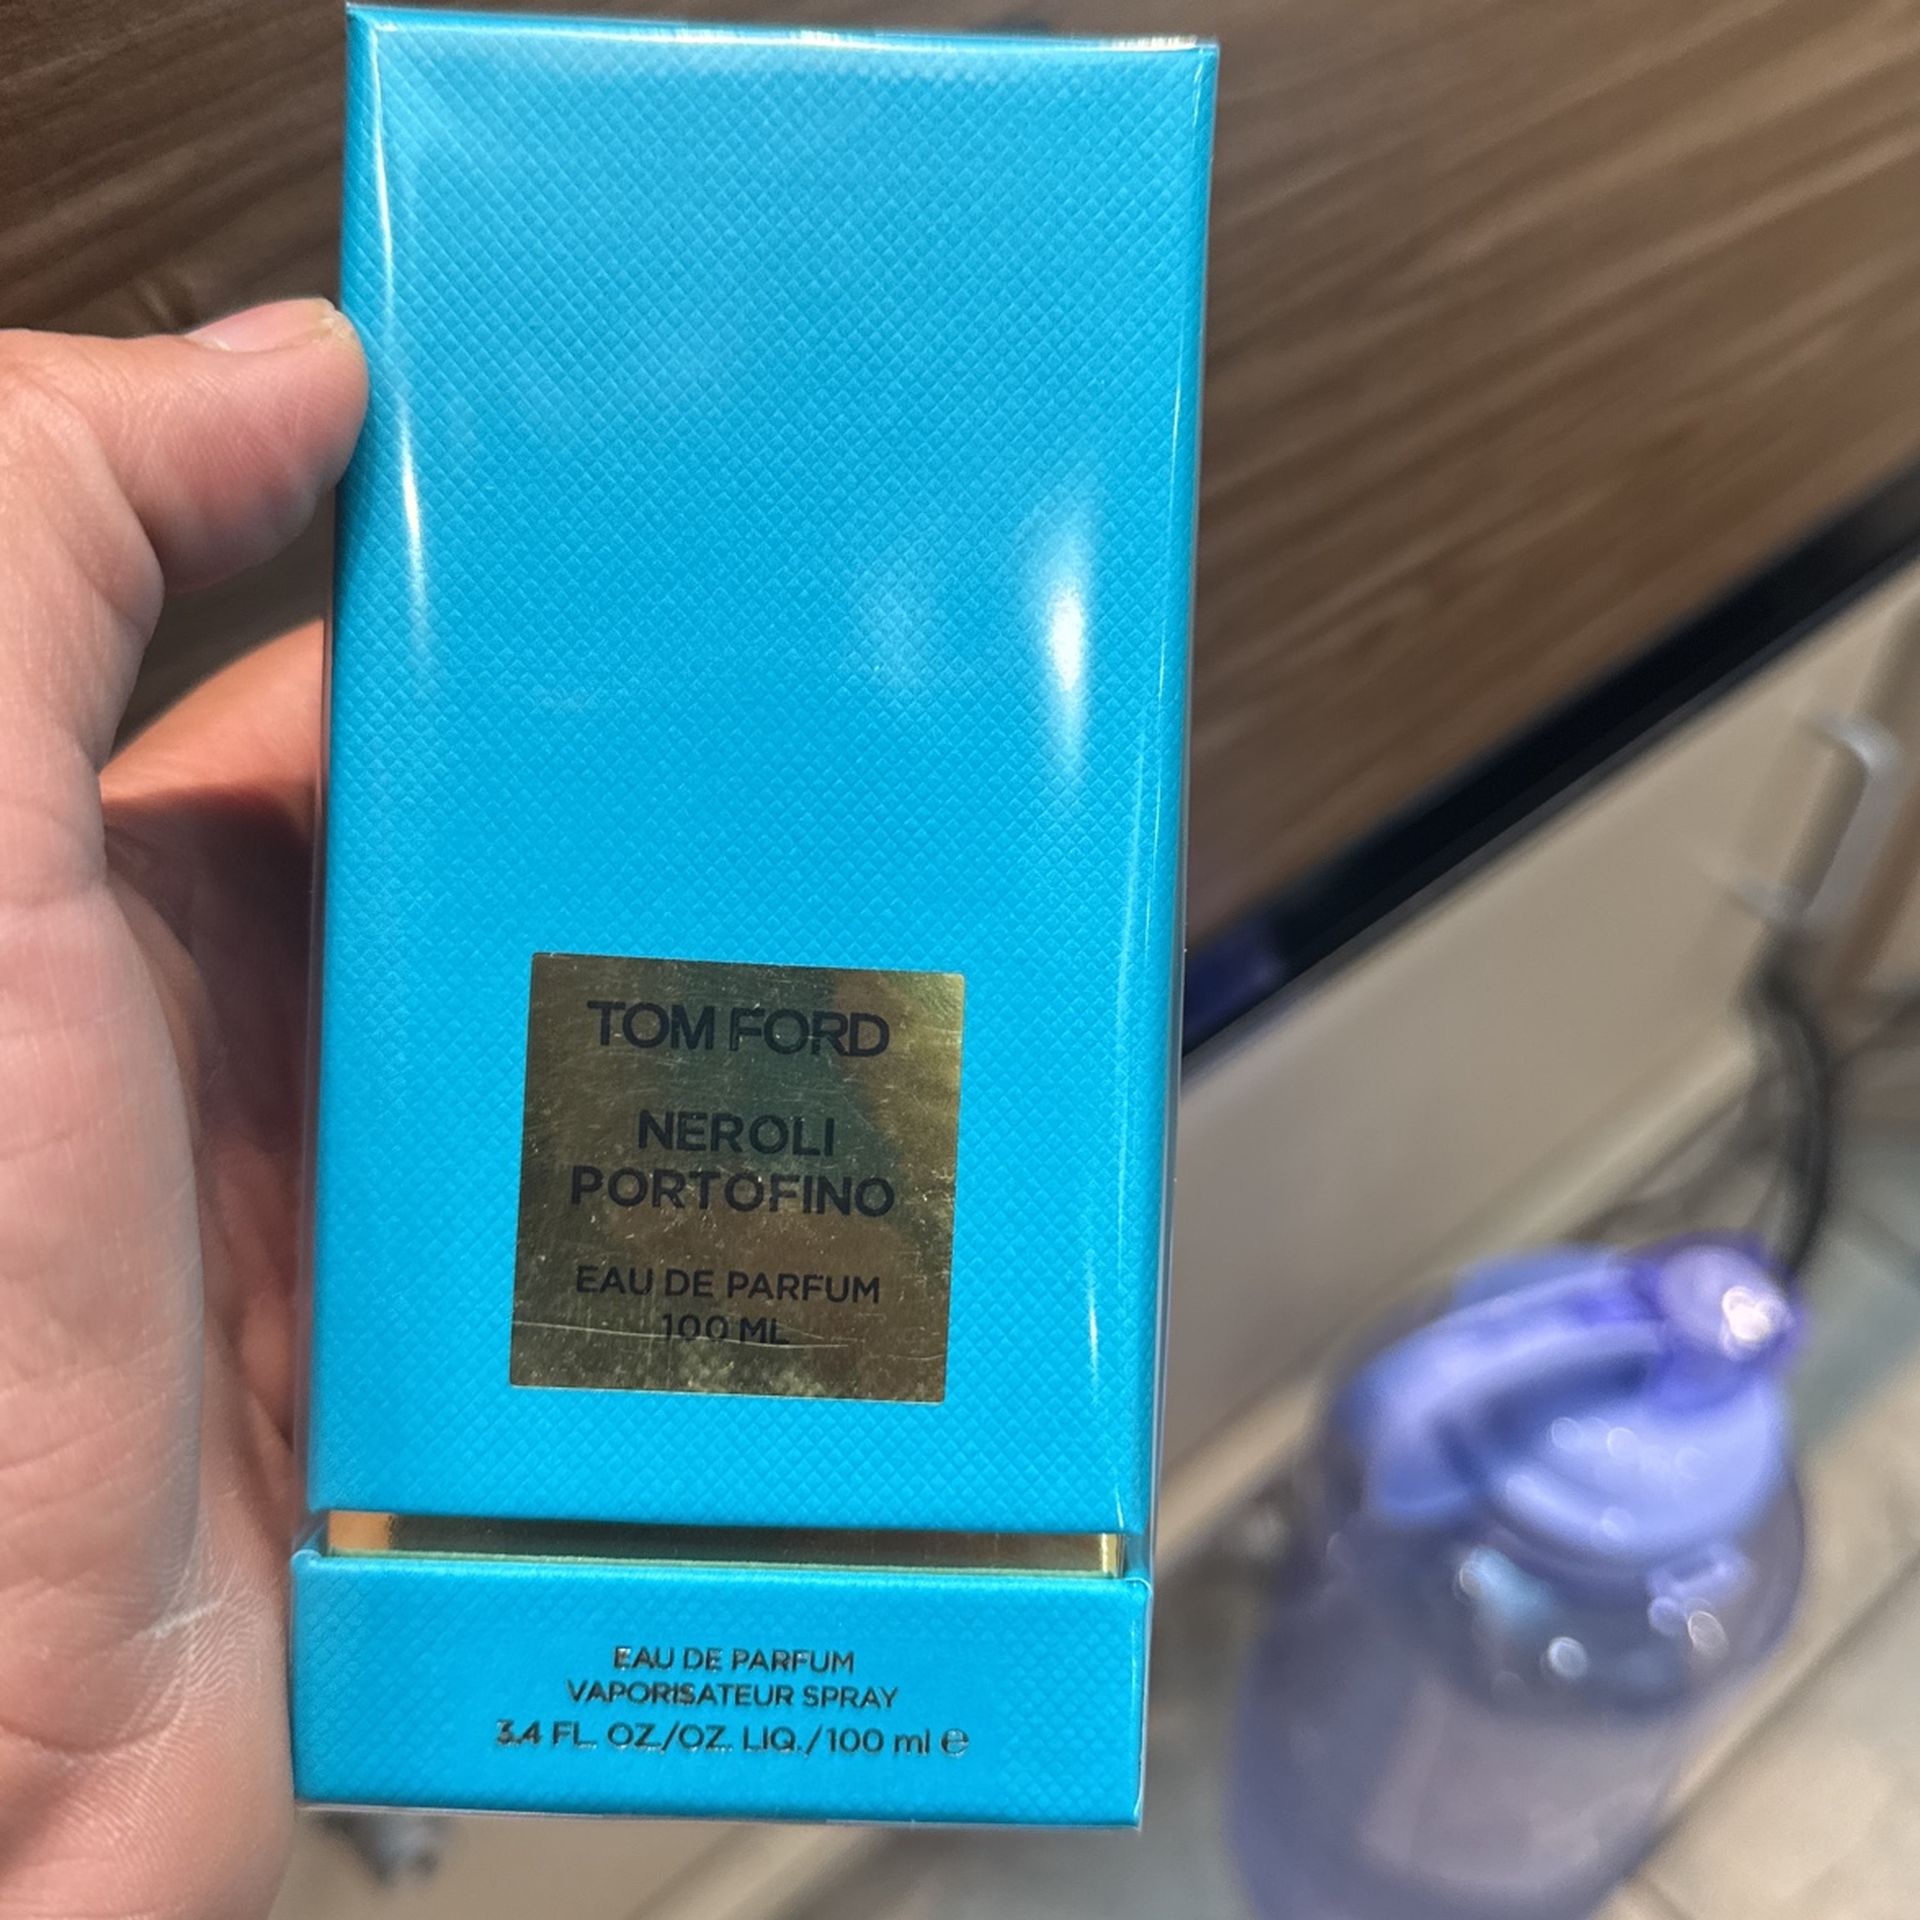 TOM FORD
NEROLI
PORTOFINO
EAU DE PARFUM
100 ML
EAU DE PARFUM
VAPORISATEUR SPRAY
3.4 FL. OZ./OZ. LIQ./100 ml ℮